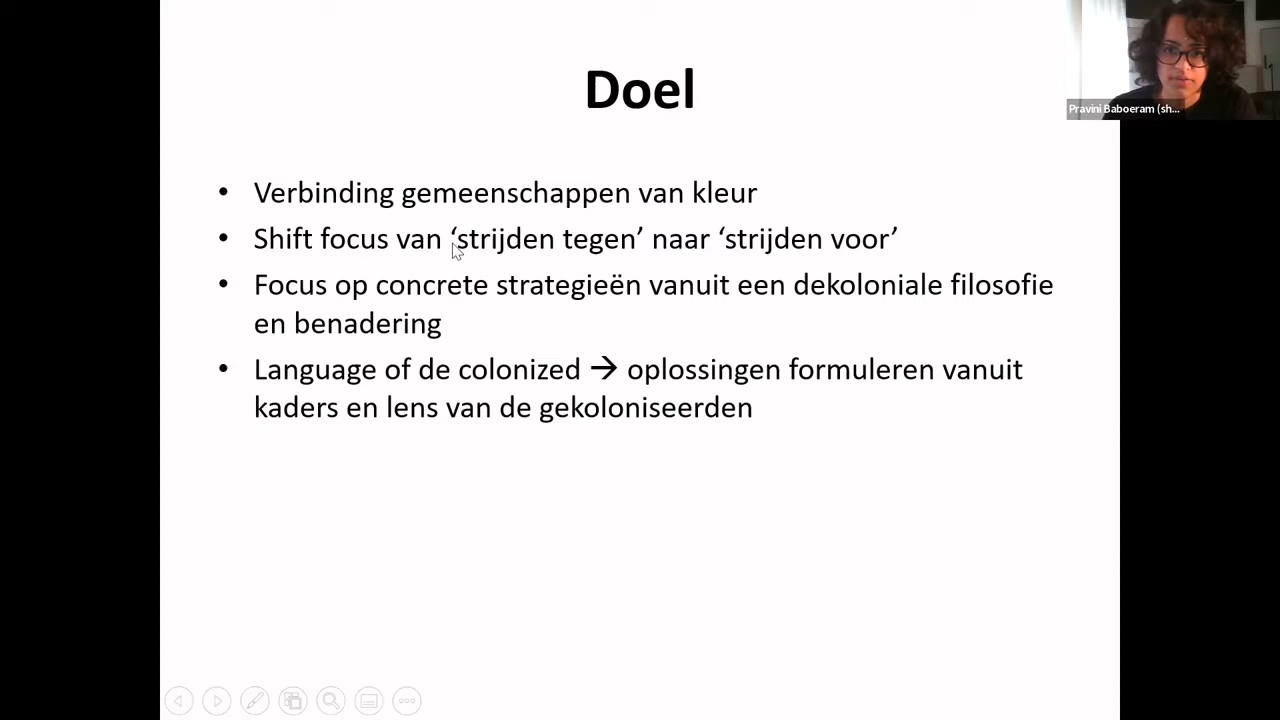 Doel
Pravini Baboeram (sh...
• Verbinding gemeenschappen van kleur
• Shift focus van ‘strijden tegen’ naar ‘strijden voor’
• Focus op concrete strategieën vanuit een dekoloniale filosofie
en benadering
• Language of de colonized → oplossingen formuleren vanuit
kaders en lens van de gekoloniseerden